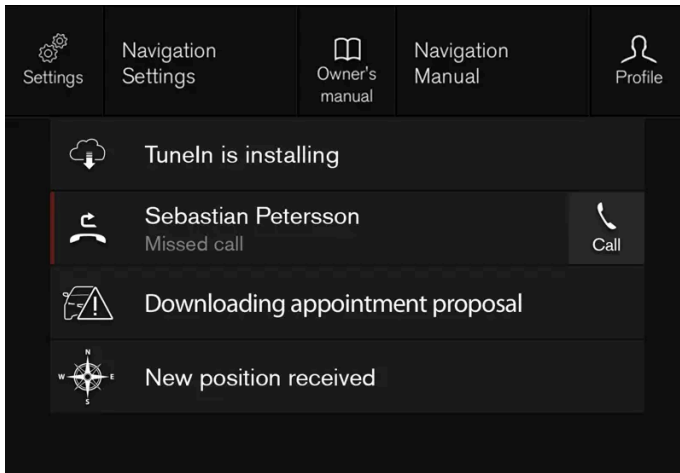 Settings
Navigation
Settings
Owner's
manual
Navigation
Manual
Profile
TuneIn is installing
Sebastian Petersson
Missed call
Call
Downloading appointment proposal
N
W
E
S
New position received